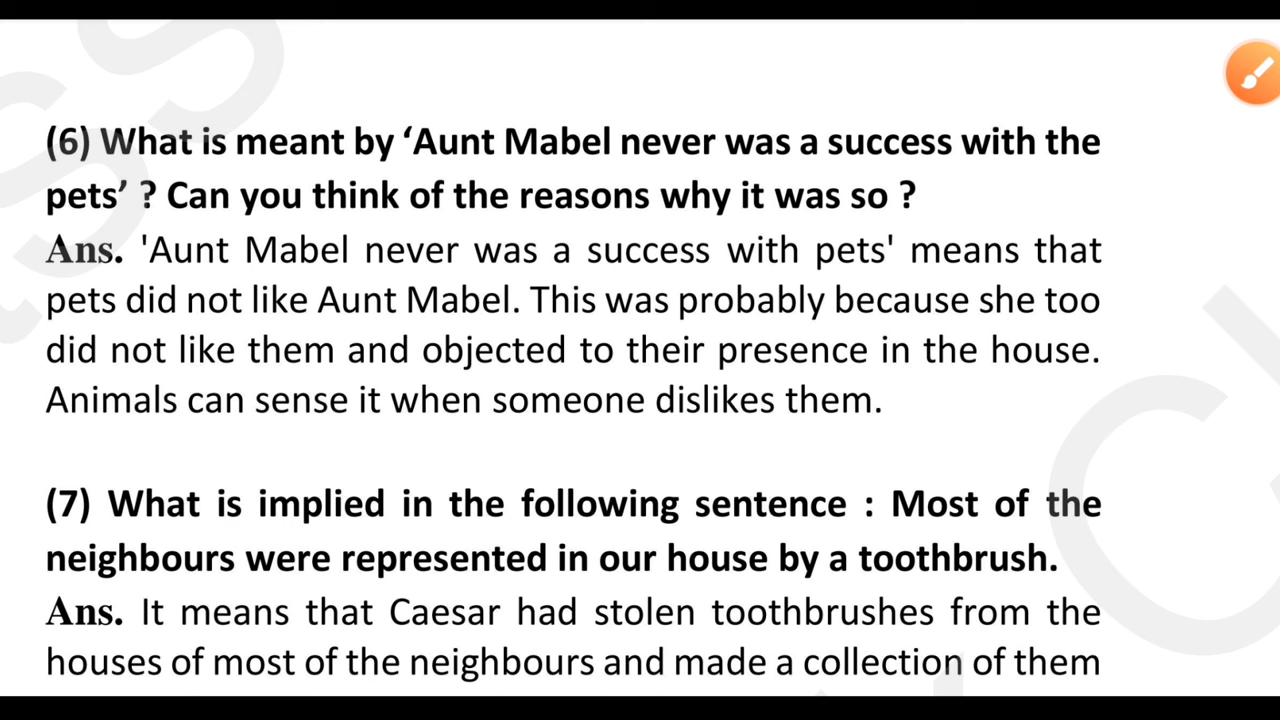 (6) What is meant by ‘Aunt Mabel never was a success with the
pets’ ? Can you think of the reasons why it was so ?
Ans. 'Aunt Mabel never was a success with pets' means that
pets did not like Aunt Mabel. This was probably because she too
did not like them and objected to their presence in the house.
Animals can sense it when someone dislikes them.
(7) What is implied in the following sentence : Most of the
neighbours were represented in our house by a toothbrush.
Ans. It means that Caesar had stolen toothbrushes from the
houses of most of the neighbours and made a collection of them